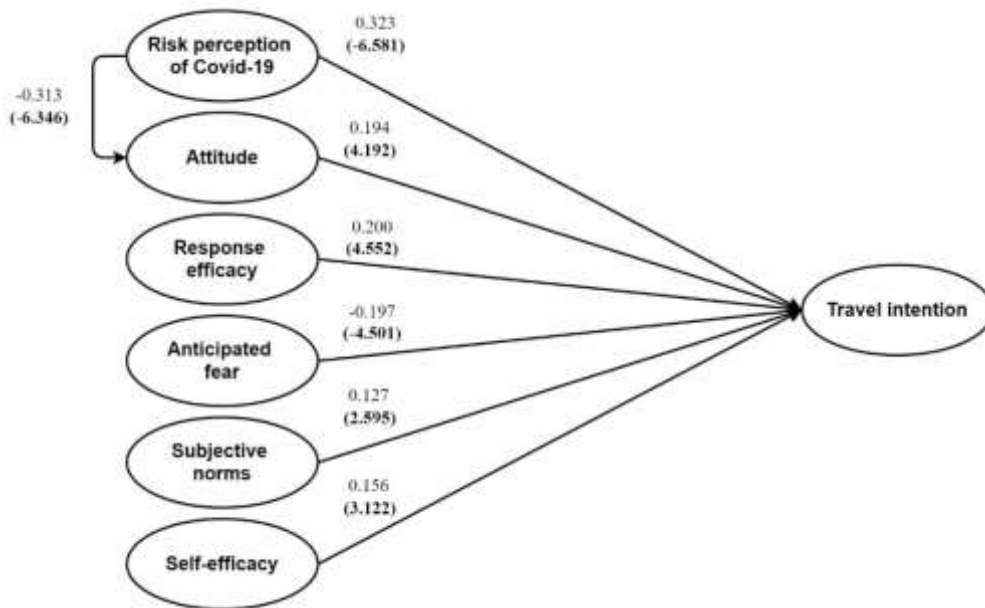 0.323
(-6.581)
Risk perception
of Covid-19
-0.313
(-6.346)
0.194
(4.192)
Attitude
0.200
(4.552)
Response
efficacy
Travel intention
-0.197
(-4.501)
Anticipated
fear
0.127
(2.595)
Subjective
norms
0.156
(3.122)
Self-efficacy